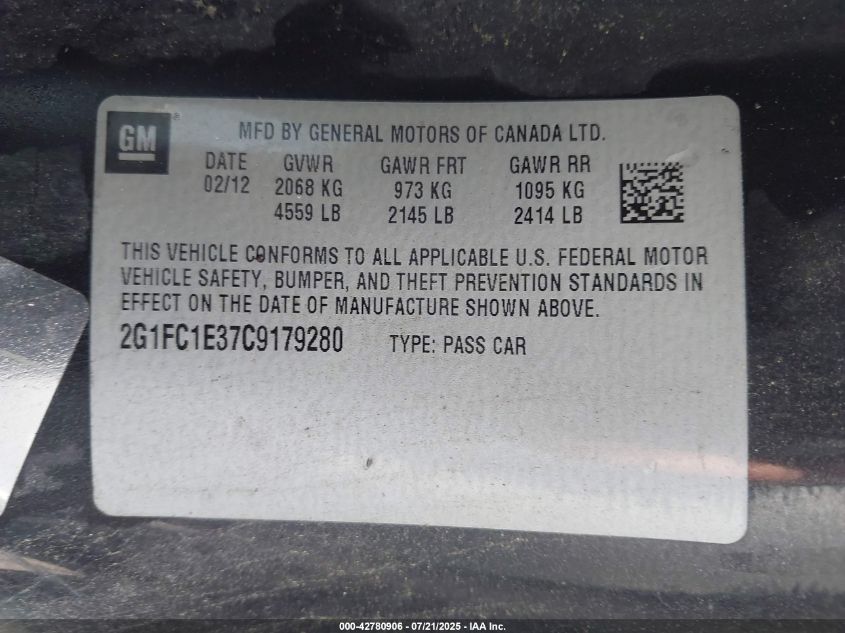 GM ®
MFD BY GENERAL MOTORS OF CANADA LTD.
DATE GVWR GAWR FRT GAWR RR
02/12 2068 KG 973 KG 1095 KG
4559 LB 2145 LB 2414 LB
THIS VEHICLE CONFORMS TO ALL APPLICABLE U.S. FEDERAL MOTOR
VEHICLE SAFETY, BUMPER, AND THEFT PREVENTION STANDARDS IN
EFFECT ON THE DATE OF MANUFACTURE SHOWN ABOVE.
2G1FC1E37C9179280 TYPE: PASS CAR
000-42780906 - 07/21/2025 - IAA Inc.